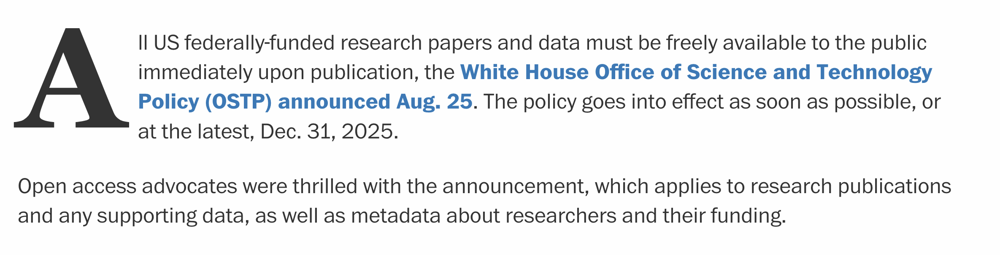 All US federally-funded research papers and data must be freely available to the public
immediately upon publication, the White House Office of Science and Technology
Policy (OSTP) announced Aug. 25. The policy goes into effect as soon as possible, or
at the latest, Dec. 31, 2025.
Open access advocates were thrilled with the announcement, which applies to research publications
and any supporting data, as well as metadata about researchers and their funding.